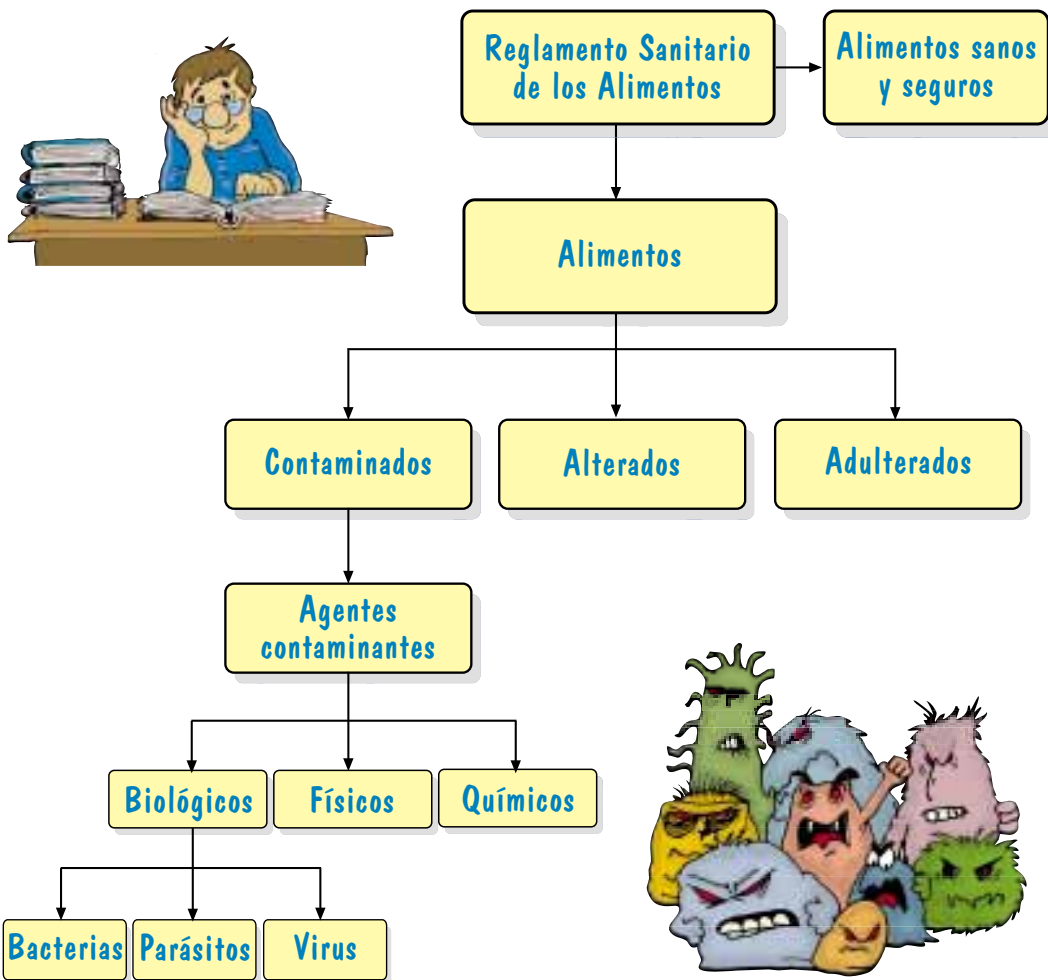 Reglamento Sanitario
de los Alimentos
Alimentos sanos
y seguros
Alimentos
Contaminados
Alterados
Adulterados
Agentes
contaminantes
Biológicos
Físicos
Químicos
Bacterias
Parásitos
Virus